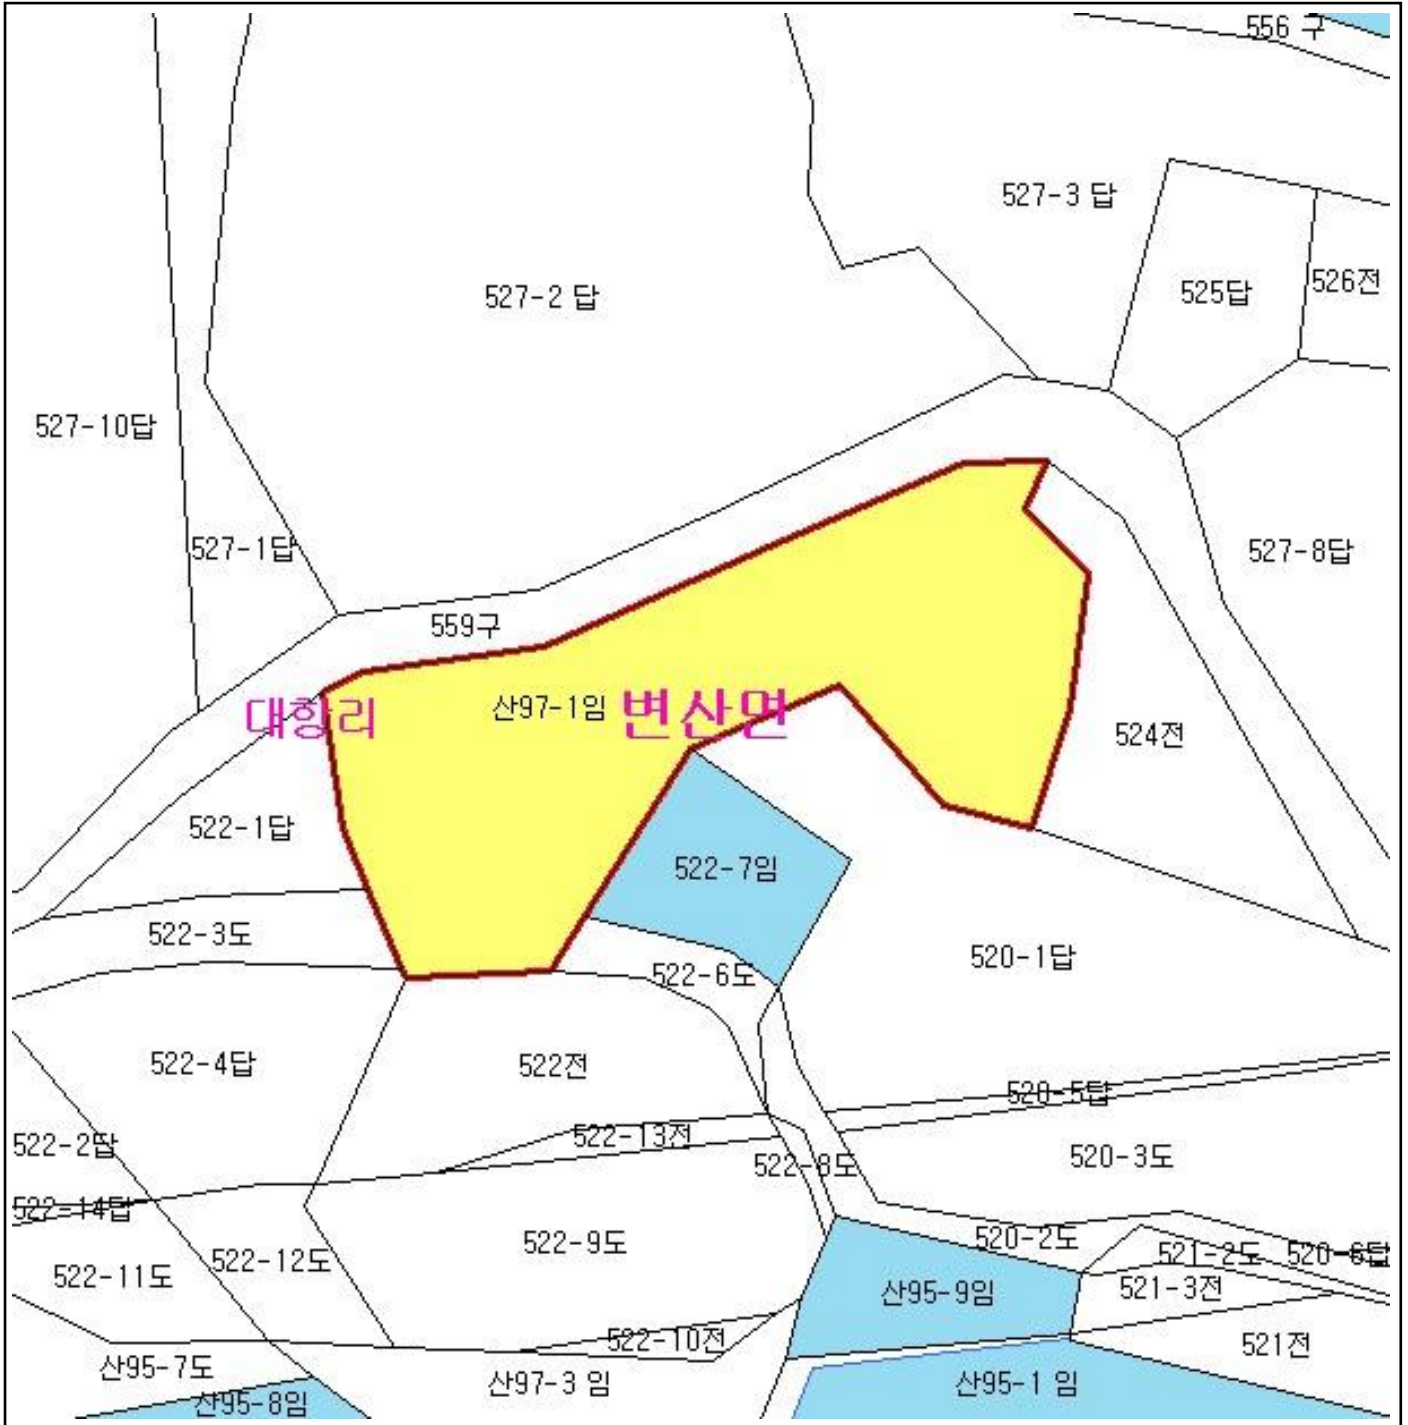 556 구
527-3 답
526전
525답
527-2 답
527-10답
527-1답
527-8답
559구
산97-1임
변산면
대항리
524전
522-1답
522-7임
522-3도
520-1답
522-6도
522-4답
522전
520-5답
522-13전
522-2답
522-8도
520-3도
522-14답
522-9도
520-2도
521-2도
520-6답
522-12도
522-11도
산95-9임
521-3전
522-10전
521전
산95-7도
산97-3 임
산95-1 임
산95-8임